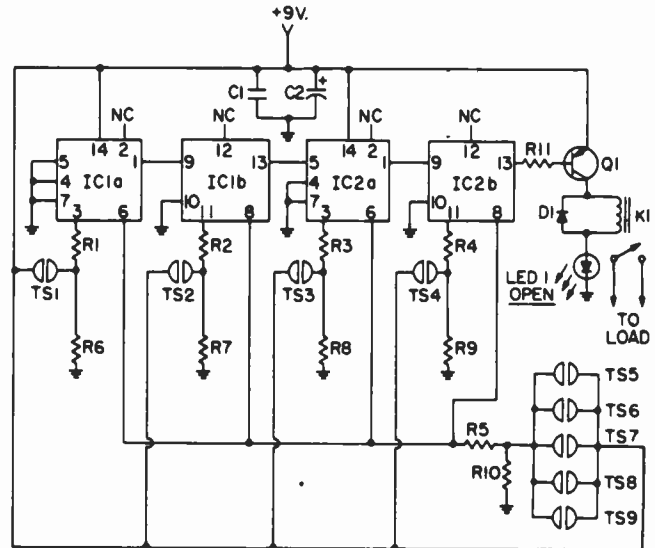 +9V.
C1
C2
+
NC
NC
NC
NC
14
2
12
14
2
12
5
4
7
1
IC1a
3
6
9
10
13
IC1b
11
8
5
4
7
1
IC2a
3
6
9
10
13
IC2b
11
8
R11
Q1
D1
K1
R1
R2
R3
R4
TS1
TS2
TS3
TS4
LED 1
OPEN
TO
LOAD
R6
R7
R8
R9
R5
R10
TS5
TS6
TS7
TS8
TS9